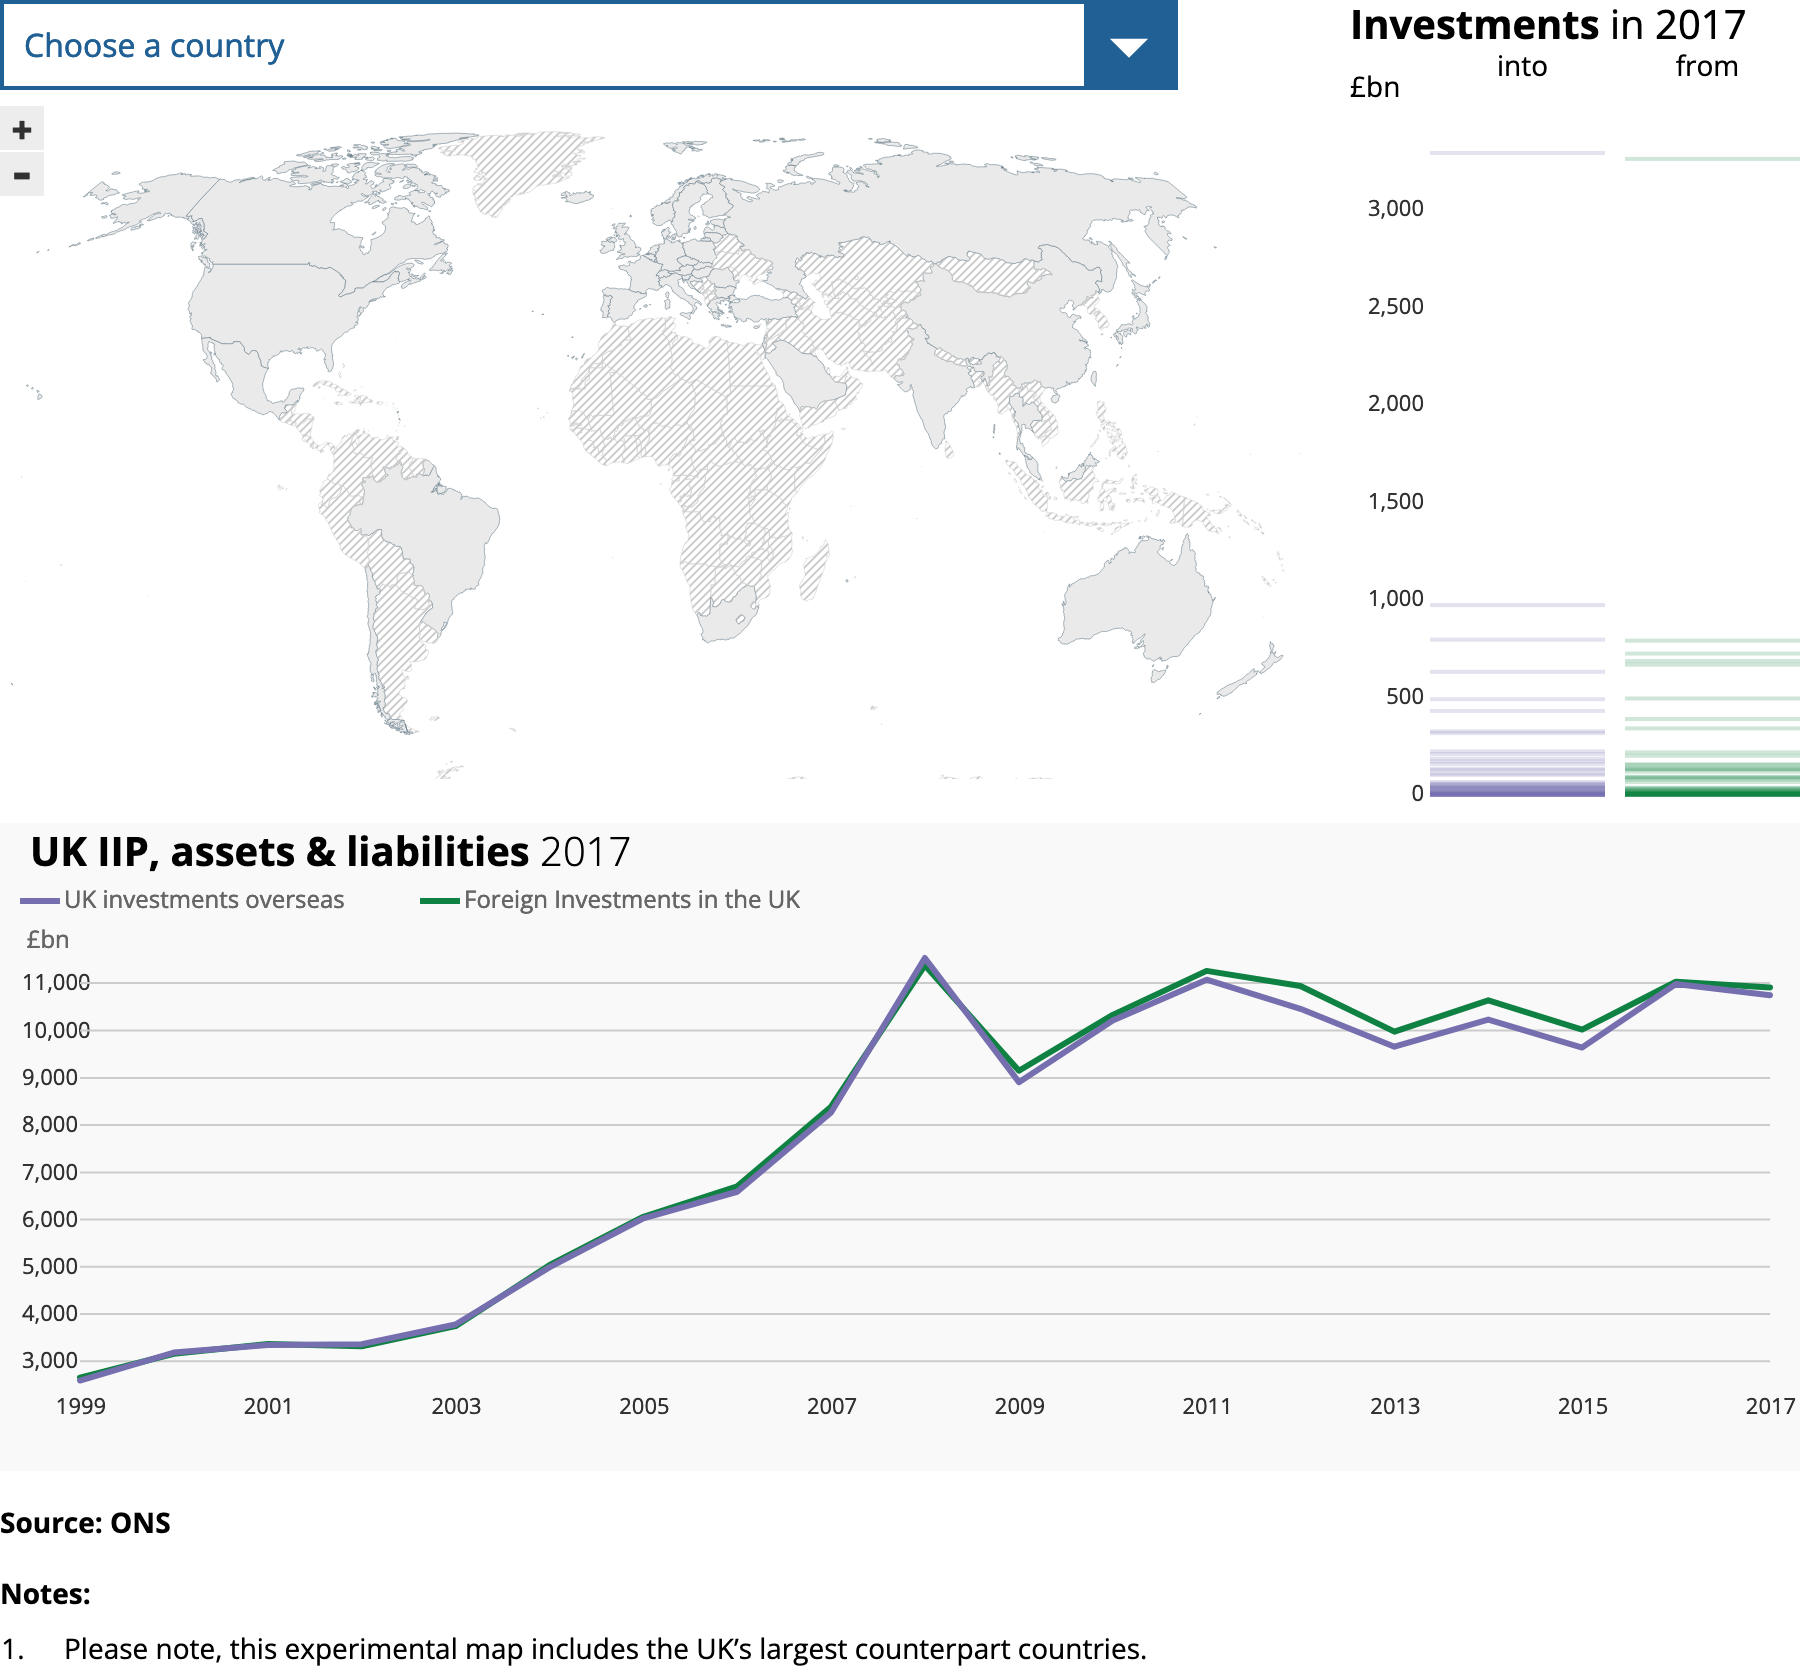 Choose a country
+
-
Investments in 2017
into from
£bn
3,000
2,500
2,000
1,500
1,000
500
0
UK IIP, assets & liabilities 2017
UK investments overseas Foreign Investments in the UK
£bn
11,000
10,000
9,000
8,000
7,000
6,000
5,000
4,000
3,000
1999 2001 2003 2005 2007 2009 2011 2013 2015 2017
Source: ONS
Notes:
1. Please note, this experimental map includes the UK’s largest counterpart countries.